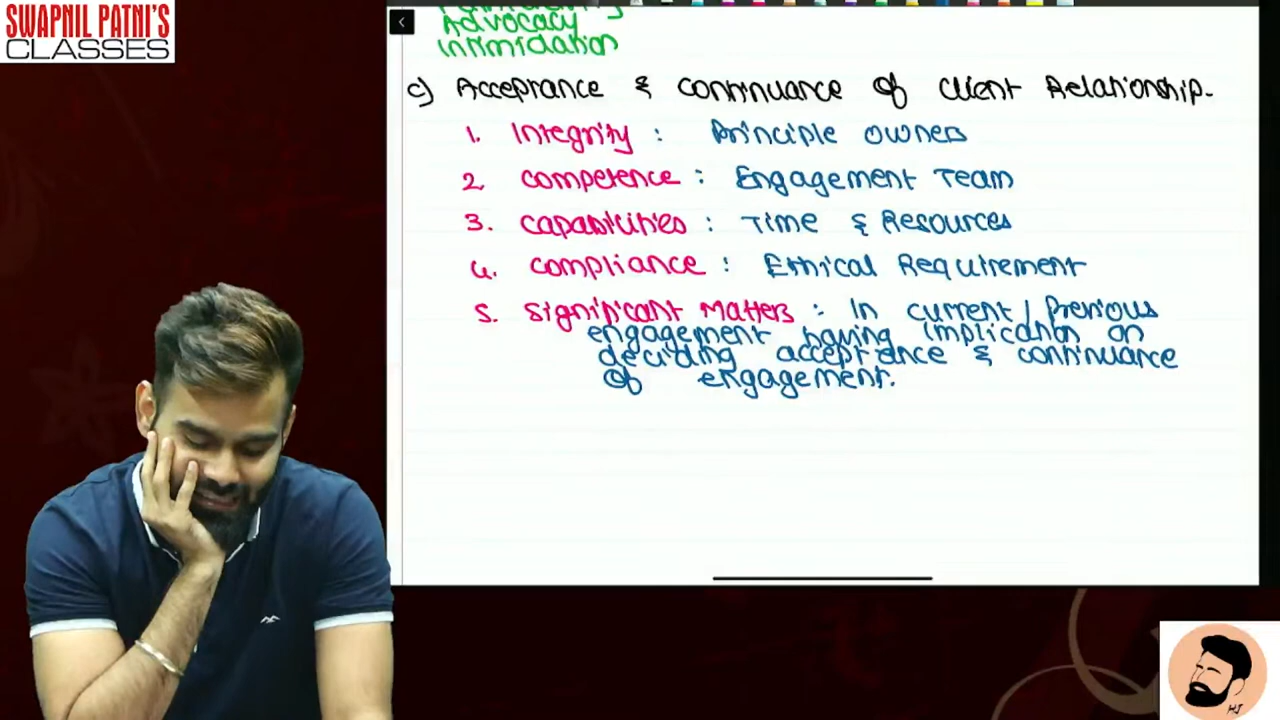 SWAPNIL PATNI'S
CLASSES
Advocacy
Intimidation
c) Acceptance & continuance of client Relationship.
1. Integrity : Principle owners
2. competence : Engagement Team
3. capabilities : Time & Resources
4. compliance : Ethical Requirement
5. Significant Matters : In current / Previous
engagement having implication on
deciding acceptance & continuance
of engagement.
HJ